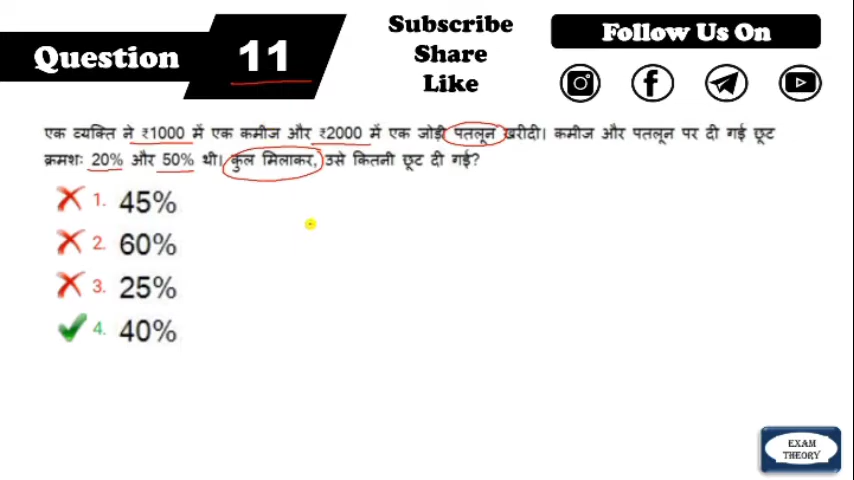 Question
11
Subscribe
Share
Like
Follow Us On
एक व्यक्ति ने ₹1000 में एक कमीज और ₹2000 में एक जोड़ी पतलून खरीदी। कमीज और पतलून पर दी गई छूट
क्रमशः 20% और 50% थी। कुल मिलाकर, उसे कितनी छूट दी गई?
1. 45%
2. 60%
3. 25%
4. 40%
EXAM
THEORY